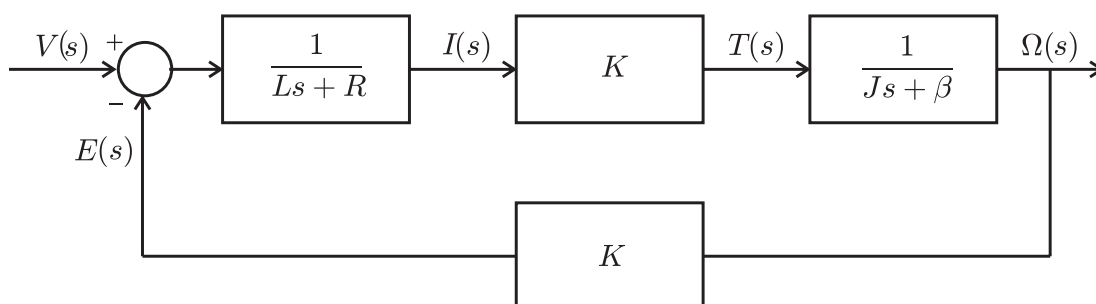 V(s)
+
−
E(s)
1
Ls + R
I(s)
K
T(s)
1
Js + β
Ω(s)
K